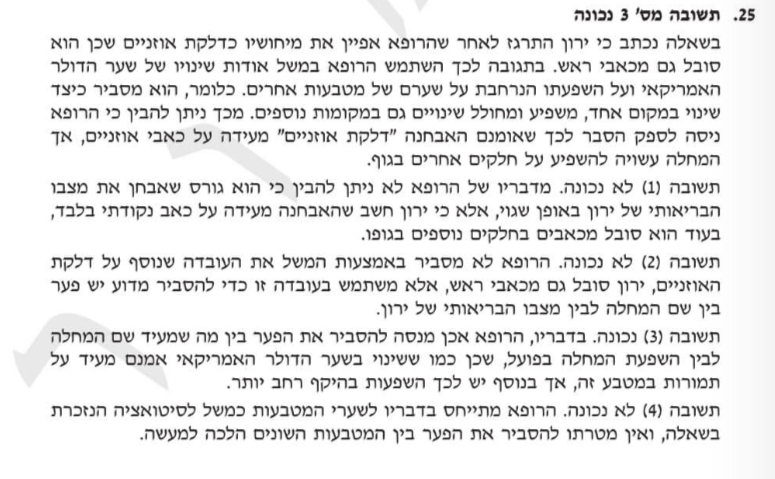 25. תשובה מס' 3 נכונה
בשאלה נכתב כי ירון התרגז לאחר שהרופא אפיין את מיחושיו כדלקת אוזניים שכן הוא
סובל גם מכאבי ראש. בתגובה לכך השתמש הרופא במשל אודות שינויו של שער הדולר
האמריקאי ועל השפעתו הנרחבת על שערם של מטבעות אחרים. כלומר, הוא מסביר כיצד
שינוי במקום אחד, משפיע ומחולל שינויים גם במקומות נוספים. מכך ניתן להבין כי הרופא
ניסה לספק הסבר לכך שאומנם האבחנה "דלקת אוזניים" מעידה על כאבי אוזניים, אך
המחלה עשויה להשפיע על חלקים אחרים בגוף.
תשובה (1) לא נכונה. מדבריו של הרופא לא ניתן להבין כי הוא גורס שאבחן את מצבו
הבריאותי של ירון באופן שגוי, אלא כי ירון חשב שהאבחנה מעידה על כאב נקודתי בלבד,
בעוד הוא סובל מכאבים בחלקים נוספים בגופו.
תשובה (2) לא נכונה. הרופא לא מסביר באמצעות המשל את העובדה שנוסף על דלקת
האוזניים, ירון סובל גם מכאבי ראש, אלא משתמש בעובדה זו כדי להסביר מדוע יש פער
בין שם המחלה לבין מצבו הבריאותי של ירון.
תשובה (3) נכונה. בדבריו, הרופא אכן מנסה להסביר את הפער בין מה שמעיד שם המחלה
לבין השפעת המחלה בפועל, שכן כמו ששינוי בשער הדולר האמריקאי אמנם מעיד על
תמורות במטבע זה, אך בנוסף יש לכך השפעות בהיקף רחב יותר.
תשובה (4) לא נכונה. הרופא מתייחס בדבריו לשערי המטבעות כמשל לסיטואציה הנזכרת
בשאלה, ואין מטרתו להסביר את הפער בין המטבעות השונים הלכה למעשה.